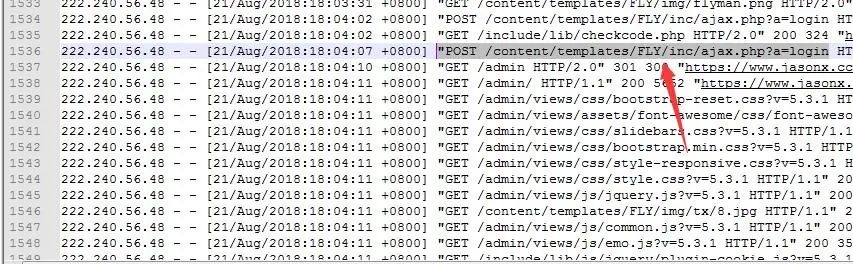 1533 222.240.56.48 - - [21/Aug/2018:18:03:31 +0800] "GET /content/templates/FLY/img/flyman.png HTTP/2.0"
1534 222.240.56.48 - - [21/Aug/2018:18:04:02 +0800] "POST /content/templates/FLY/inc/ajax.php?a=login HT
1535 222.240.56.48 - - [21/Aug/2018:18:04:02 +0800] "GET /include/lib/checkcode.php HTTP/2.0" 200 324 "h
1536 222.240.56.48 - - [21/Aug/2018:18:04:07 +0800] "POST /content/templates/FLY/inc/ajax.php?a=login HT
1537 222.240.56.48 - - [21/Aug/2018:18:04:10 +0800] "GET /admin HTTP/2.0" 301 "https://www.jasonx.cc
1538 222.240.56.48 - - [21/Aug/2018:18:04:11 +0800] "GET /admin/ HTTP/1.1" 200 "https://www.jasonx.
1539 222.240.56.48 - - [21/Aug/2018:18:04:11 +0800] "GET /admin/views/css/bootstrap-reset.css?v=5.3.1 HTT
1540 222.240.56.48 - - [21/Aug/2018:18:04:11 +0800] "GET /admin/views/assets/font-awesome/css/font-aweso
1541 222.240.56.48 - - [21/Aug/2018:18:04:11 +0800] "GET /admin/views/css/slidebars.css?v=5.3.1 HTTP/1.1
1542 222.240.56.48 - - [21/Aug/2018:18:04:11 +0800] "GET /admin/views/css/bootstrap.min.css?v=5.3.1 HTTP
1543 222.240.56.48 - - [21/Aug/2018:18:04:11 +0800] "GET /admin/views/css/style-responsive.css?v=5.3.1 H
1544 222.240.56.48 - - [21/Aug/2018:18:04:11 +0800] "GET /admin/views/css/style.css?v=5.3.1 HTTP/1.1" 20
1545 222.240.56.48 - - [21/Aug/2018:18:04:11 +0800] "GET /admin/views/js/jquery.js?v=5.3.1 HTTP/1.1" 200
1546 222.240.56.48 - - [21/Aug/2018:18:04:11 +0800] "GET /content/templates/FLY/img/tx/8.jpg HTTP/1.1" 2
1547 222.240.56.48 - - [21/Aug/2018:18:04:11 +0800] "GET /admin/views/js/common.js?v=5.3.1 HTTP/1.1" 200
1548 222.240.56.48 - - [21/Aug/2018:18:04:11 +0800] "GET /admin/views/js/emo.js?v=5.3.1 HTTP/1.1" 200 35
1549 222.240.56.48 - - [21/Aug/2018:18:04:11 +0800] "GET /include/lib/js/jquery/plugin-cookie.js?v=5.3.1